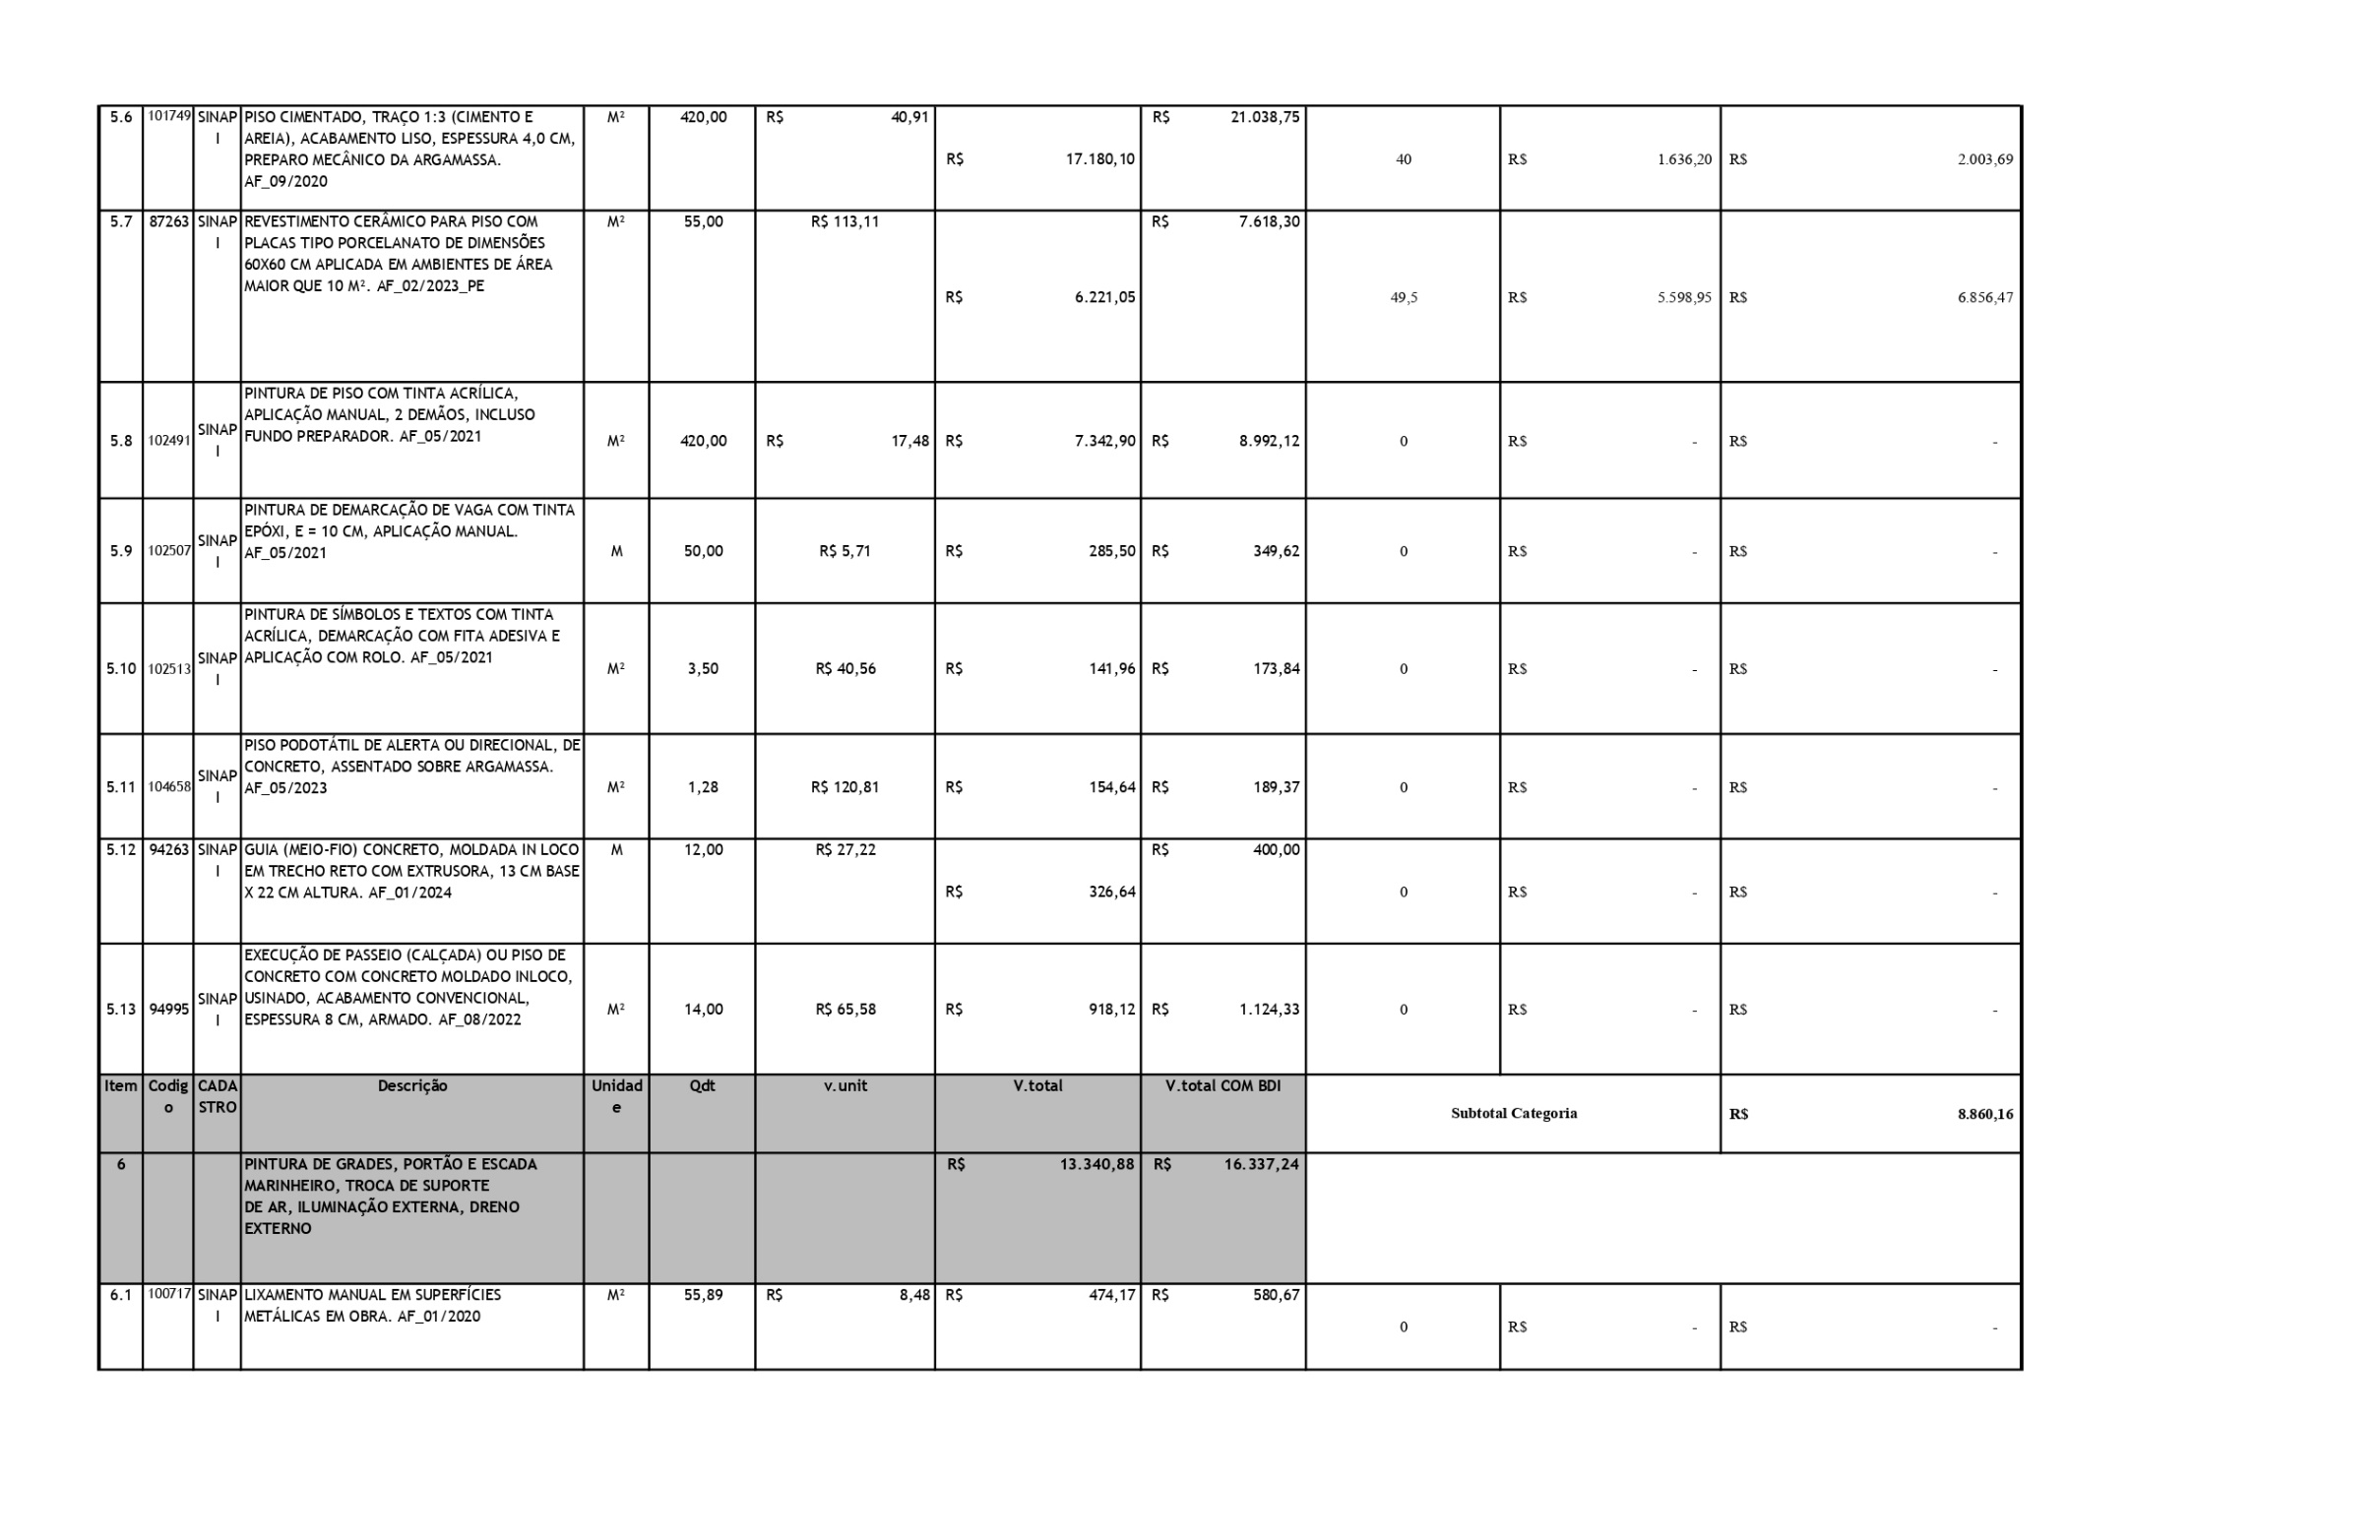 5.6 101749 SINAP PISO CIMENTADO, TRAÇO 1:3 (CIMENTO E M² 420,00 R$ 40,91 R$ 21.038,75
I AREIA), ACABAMENTO LISO, ESPESSURA 4,0 CM,
PREPARO MECÂNICO DA ARGAMASSA. R$ 17.180,10 40 R$ 1.636,20 R$ 2.003,69
AF_09/2020
5.7 87263 SINAP REVESTIMENTO CERÂMICO PARA PISO COM M² 55,00 R$ 113,11 R$ 7.618,30
I PLACAS TIPO PORCELANATO DE DIMENSÕES
60X60 CM APLICADA EM AMBIENTES DE ÁREA
MAIOR QUE 10 M². AF_02/2023_PE
R$ 6.221,05 49,5 R$ 5.598,95 R$ 6.856,47
PINTURA DE PISO COM TINTA ACRÍLICA,
APLICAÇÃO MANUAL, 2 DEMÃOS, INCLUSO
5.8 102491 SINAP FUNDO PREPARADOR. AF_05/2021 M² 420,00 R$ 17,48 R$ 7.342,90 R$ 8.992,12 0 R$ - R$ -
I
PINTURA DE DEMARCAÇÃO DE VAGA COM TINTA
EPÓXI, E = 10 CM, APLICAÇÃO MANUAL.
5.9 102507 SINAP AF_05/2021 M 50,00 R$ 5,71 R$ 285,50 R$ 349,62 0 R$ - R$ -
I
PINTURA DE SÍMBOLOS E TEXTOS COM TINTA
ACRÍLICA, DEMARCAÇÃO COM FITA ADESIVA E
5.10 102513 SINAP APLICAÇÃO COM ROLO. AF_05/2021 M² 3,50 R$ 40,56 R$ 141,96 R$ 173,84 0 R$ - R$ -
I
PISO PODOTÁTIL DE ALERTA OU DIRECIONAL, DE
CONCRETO, ASSENTADO SOBRE ARGAMASSA.
5.11 104658 SINAP AF_05/2023 M² 1,28 R$ 120,81 R$ 154,64 R$ 189,37 0 R$ - R$ -
I
5.12 94263 SINAP GUIA (MEIO-FIO) CONCRETO, MOLDADA IN LOCO M 12,00 R$ 27,22 R$ 400,00
I EM TRECHO RETO COM EXTRUSORA, 13 CM BASE
X 22 CM ALTURA. AF_01/2024 R$ 326,64 0 R$ - R$ -
EXECUÇÃO DE PASSEIO (CALÇADA) OU PISO DE
CONCRETO COM CONCRETO MOLDADO INLOCO,
SINAP USINADO, ACABAMENTO CONVENCIONAL,
5.13 94995 I ESPESSURA 8 CM, ARMADO. AF_08/2022 M² 14,00 R$ 65,58 R$ 918,12 R$ 1.124,33 0 R$ - R$ -
Item Codig CADA Descrição Unidad Qdt v.unit V.total V.total COM BDI
o STRO e Subtotal Categoria R$ 8.860,16
6 PINTURA DE GRADES, PORTÃO E ESCADA R$ 13.340,88 R$ 16.337,24
MARINHEIRO, TROCA DE SUPORTE
DE AR, ILUMINAÇÃO EXTERNA, DRENO
EXTERNO
6.1 100717 SINAP LIXAMENTO MANUAL EM SUPERFÍCIES M² 55,89 R$ 8,48 R$ 474,17 R$ 580,67
I METÁLICAS EM OBRA. AF_01/2020 0 R$ - R$ -